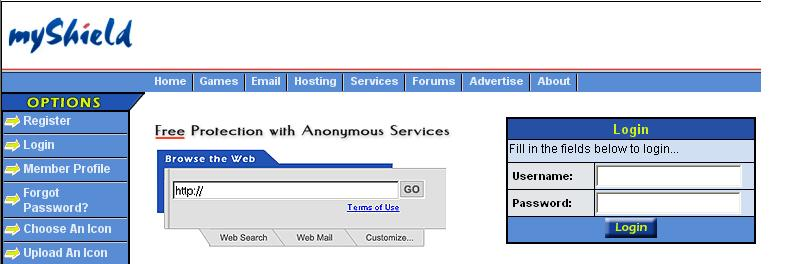 myShield
Home Games Email Hosting Services Forums Advertise About
OPTIONS
Register
Login
Member Profile
Forgot
Password?
Choose An Icon
Upload An Icon
Free Protection with Anonymous Services
Browse the Web
http:// GO
Terms of Use
Web Search Web Mail Customize...
Login
Fill in the fields below to login...
Username:
Password:
Login